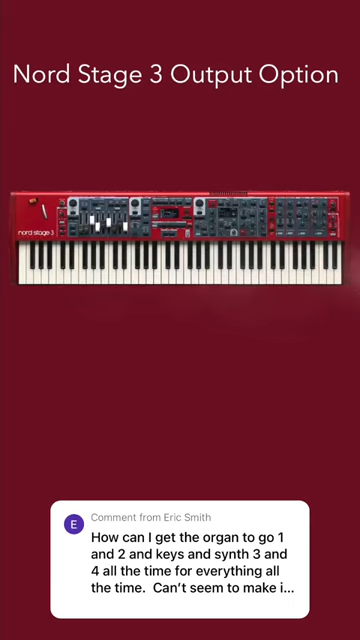 Nord Stage 3 Output Option
nord stage 3
E
Comment from Eric Smith
How can I get the organ to go 1
and 2 and keys and synth 3 and
4 all the time for everything all
the time.  Can’t seem to make i...